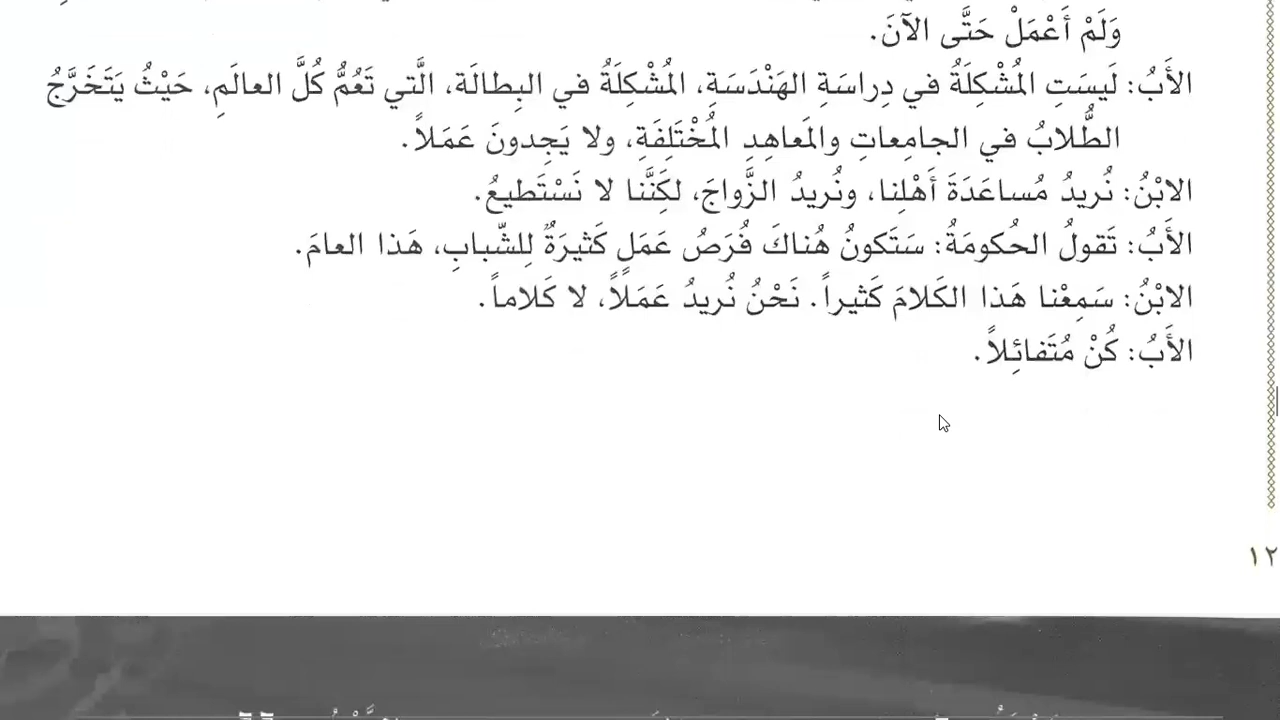 وَلَمْ أَعْمَلْ حَتَّى الآنَ.
الأَبُ: لَيسَتِ المُشْكِلَةُ في دِراسَةِ الهَنْدَسَةِ، المُشْكِلَةُ في البِطالَة، الَّتي تَعُمُّ كُلَّ العالَمِ، حَيْثُ يَتَخَرَّجُ
الطُّلابُ في الجامِعاتِ والمَعاهِدِ المُخْتَلِفَةِ، ولا يَجِدونَ عَمَلاً.
الابْنُ: نُريدُ مُساعَدَةَ أَهْلِنا، ونُريدُ الزَّواجَ، لكِنَّنا لا نَسْتَطيعُ.
الأَبُ: تَقولُ الحُكومَةُ: سَتَكونُ هُناكَ فُرَصُ عَمَلٍ كَثيرَةٌ لِلشّبابِ، هَذا العامَ.
الابْنُ: سَمِعْنا هَذا الكَلامَ كَثيراً. نَحْنُ نُريدُ عَمَلاً، لا كَلاماً.
الأَبُ: كُنْ مُتَفائِلاً.
١٢